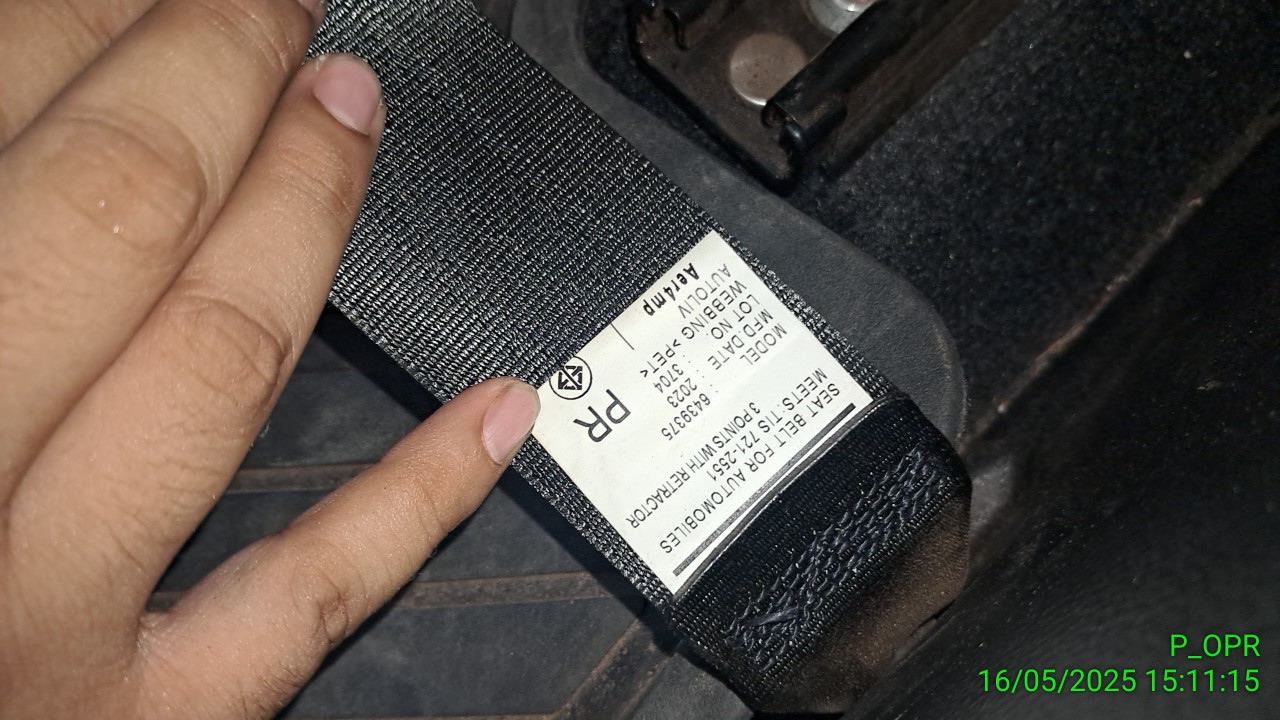 SEAT BELT FOR AUTOMOBILES
MEETS:TIS 721-2551
3 POINTS WITH RETRACTOR
MODEL : 6439375
MFD.DATE : 2023
LOT NO. : 3704
WEBBING >PET<
AUTOLIV
PR
P_OPR
16/05/2025 15:11:15